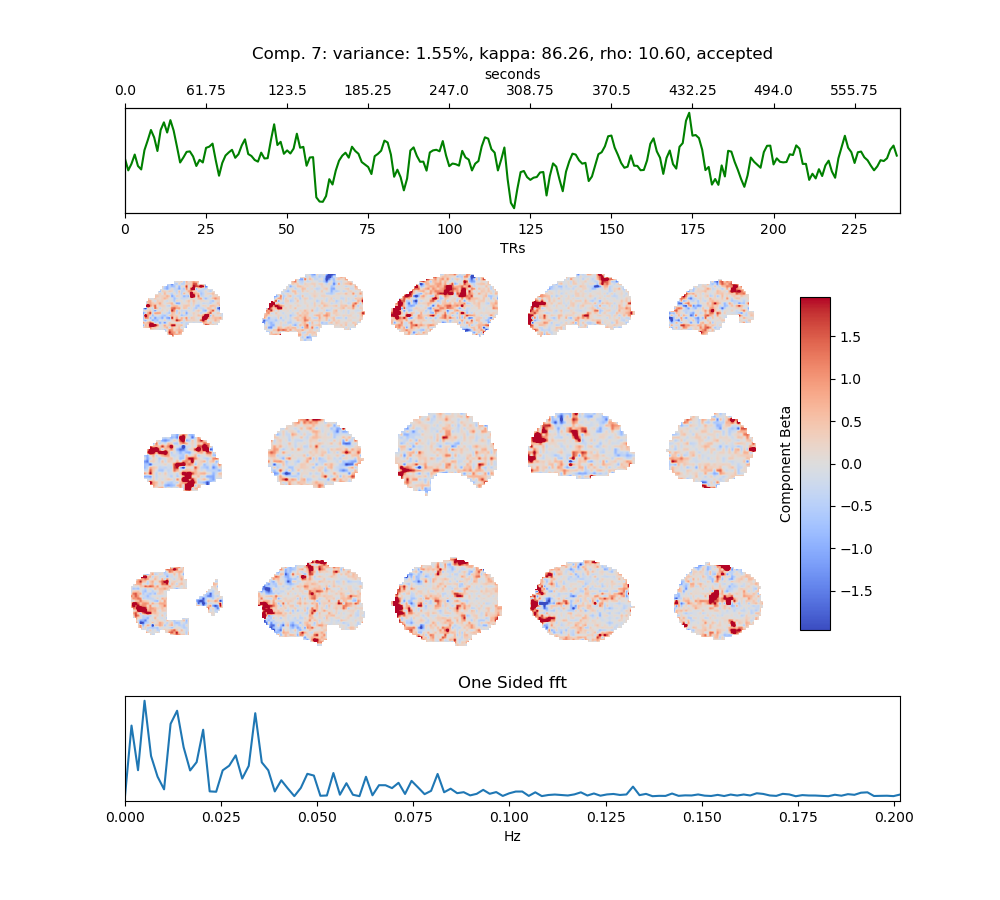 Comp. 7: variance: 1.55%, kappa: 86.26, rho: 10.60, accepted
seconds
0.0 61.75 123.5 185.25 247.0 308.75 370.5 432.25 494.0 555.75
0 25 50 75 100 125 150 175 200 225
TRs
Component Beta
1.5
1.0
0.5
0.0
−0.5
−1.0
−1.5
One Sided fft
0.000 0.025 0.050 0.075 0.100 0.125 0.150 0.175 0.200
Hz